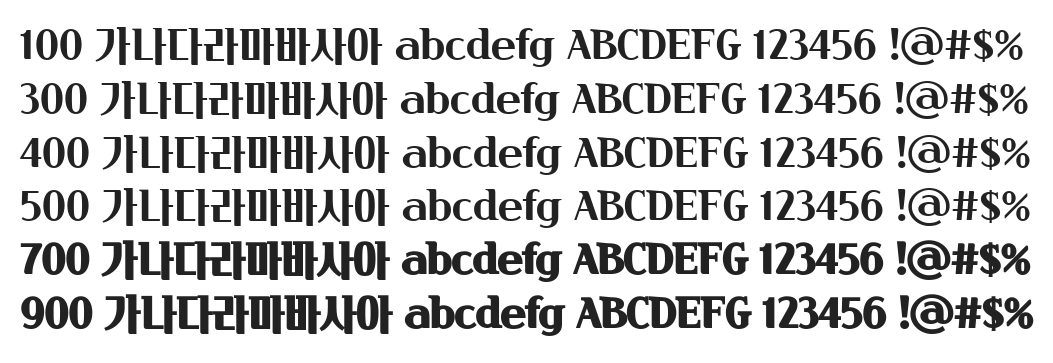 100 가나다라마바사아 abcdefg ABCDEFG 123456 !@#$%
300 가나다라마바사아 abcdefg ABCDEFG 123456 !@#$%
400 가나다라마바사아 abcdefg ABCDEFG 123456 !@#$%
500 가나다라마바사아 abcdefg ABCDEFG 123456 !@#$%
700 가나다라마바사아 abcdefg ABCDEFG 123456 !@#$%
900 가나다라마바사아 abcdefg ABCDEFG 123456 !@#$%